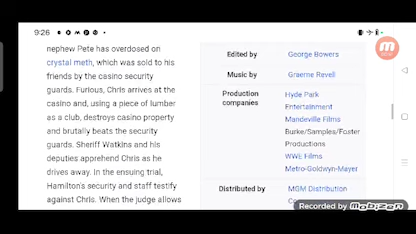 9:26
nephew Pete has overdosed on
crystal meth, which was sold to his
friends by the casino security
guards. Furious, Chris arrives at the
casino and, using a piece of lumber
as a club, destroys casino property
and brutally beats the security
guards. Sheriff Watkins and his
deputies apprehend Chris as he
drives away. In the ensuing trial,
Hamilton's security and staff testify
against Chris. When the judge allows
Edited by George Bowers
Music by Graeme Revell
Production companies
Hyde Park
Entertainment
Mandeville Films
Burke/Samples/Foster
Productions
WWE Films
Metro-Goldwyn-Mayer
Distributed by MGM Distribution
Recorded by mobizen